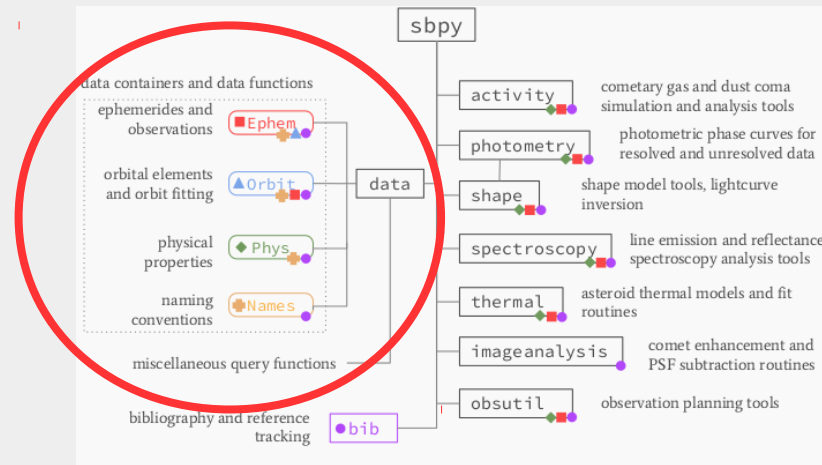 sbpy
data containers and data functions
ephemerides and
observations
Ephem
orbital elements
and orbit fitting
Orbit
physical
properties
Phys
naming
conventions
Names
miscellaneous query functions
data
bibliography and reference
tracking
bib
activity
cometary gas and dust coma
simulation and analysis tools
photometry
photometric phase curves for
resolved and unresolved data
shape
shape model tools, lightcurve
inversion
spectroscopy
line emission and reflectance
spectroscopy analysis tools
thermal
asteroid thermal models and fit
routines
imageanalysis
comet enhancement and
PSF subtraction routines
obsutil
observation planning tools